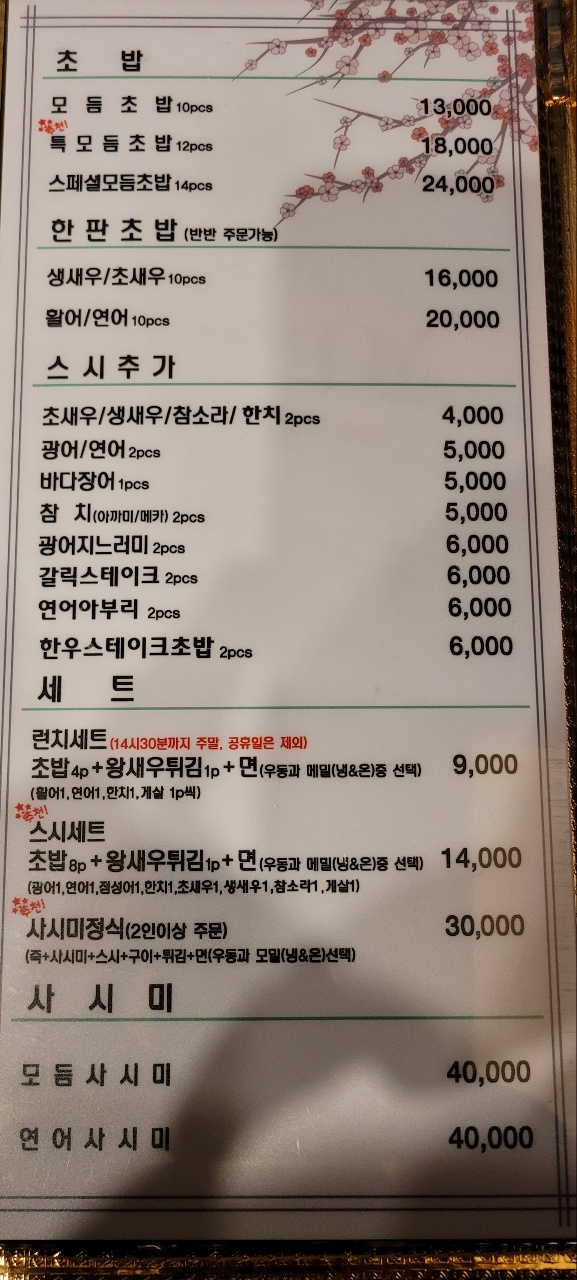 초 밥
모 듬 초 밥 10pcs 13,000
추천!
특 모 듬 초 밥 12pcs 18,000
스페셜모듬초밥 14pcs 24,000
한 판 초 밥 (반반 주문가능)
생새우/초새우 10pcs 16,000
활어/연어 10pcs 20,000
스 시 추 가
초새우/생새우/참소라/ 한치 2pcs 4,000
광어/연어 2pcs 5,000
바다장어 1pcs 5,000
참 치(아까미/메카) 2pcs 5,000
광어지느러미 2pcs 6,000
갈릭스테이크 2pcs 6,000
연어아부리 2pcs 6,000
한우스테이크초밥 2pcs 6,000
세 트
런치세트 (14시30분까지 주말, 공휴일은 제외)
초밥4p + 왕새우튀김1p + 면 (우동과 메밀(냉&온)중 선택) 9,000
(활어1, 연어1, 한치1, 게살 1p씩)
추천!
스시세트
초밥8p + 왕새우튀김1p + 면 (우동과 메밀(냉&온)중 선택) 14,000
(광어1,연어1,점성어1,한치1,초새우1,생새우1,참소라1,게살1)
추천!
사시미정식(2인이상 주문) 30,000
(죽+사시미+스시+구이+튀김+면(우동과 모밀(냉&온)선택)
사 시 미
모 듬 사 시 미 40,000
연 어 사 시 미 40,000